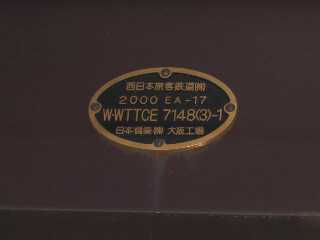 西日本旅客鉄道㈱
2000 EA-17
W-WTTCE 7148(3)-1
日本信号㈱ 大阪工場